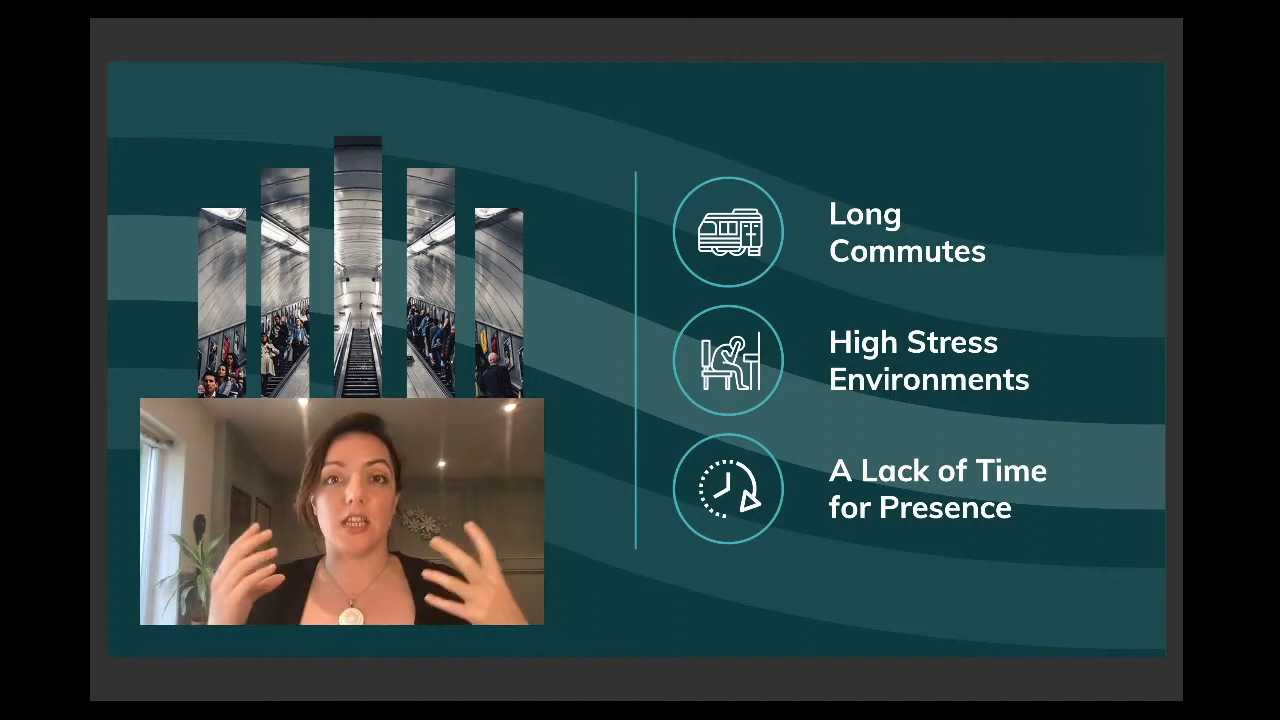 Long
Commutes
High Stress
Environments
A Lack of Time
for Presence